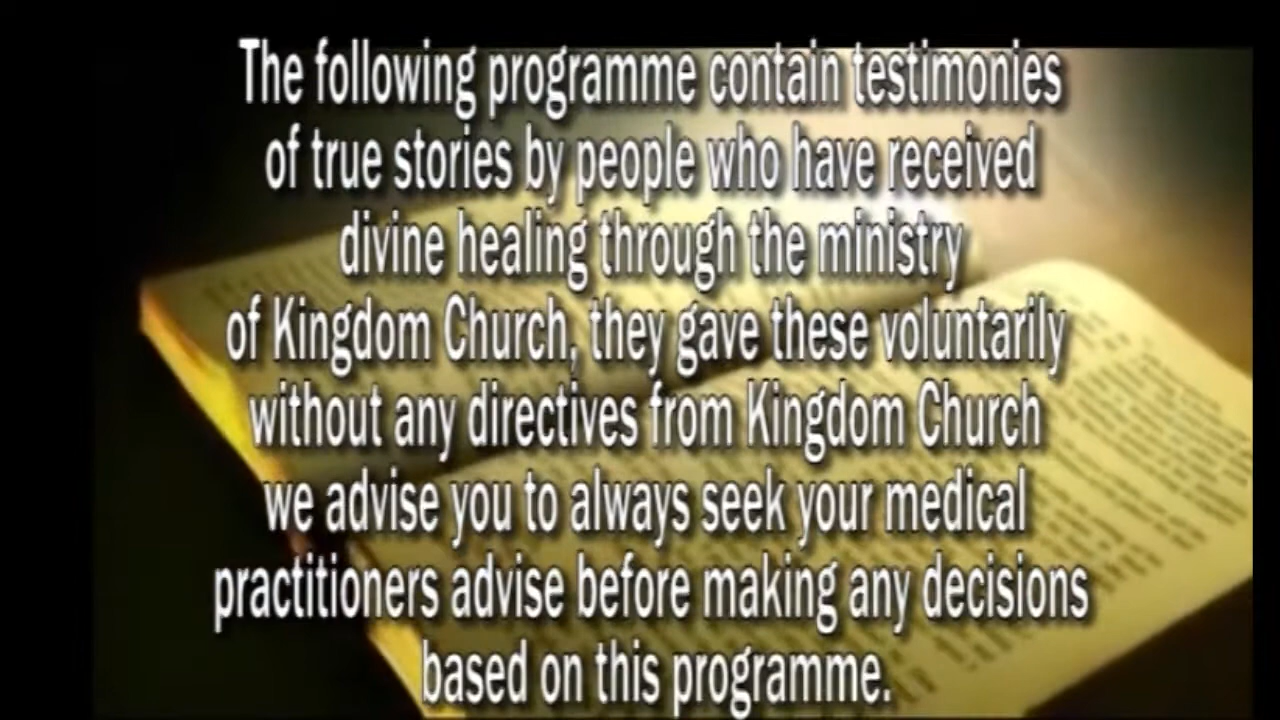 The following programme contain testimonies
of true stories by people who have received
divine healing through the ministry
of Kingdom Church, they gave these voluntarily
without any directives from Kingdom Church
we advise you to always seek your medical
practitioners advise before making any decisions
based on this programme.